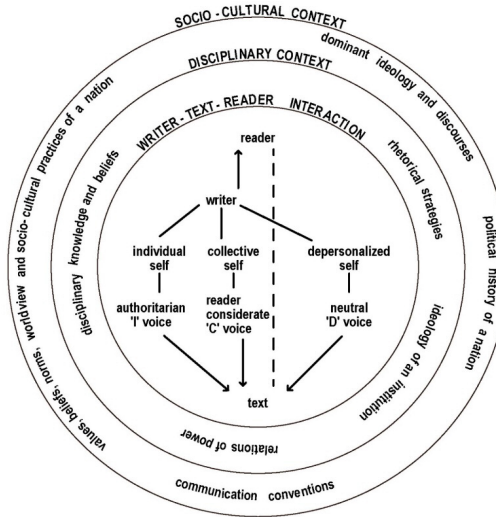 SOCIO - CULTURAL CONTEXT
dominant ideology and discourses
political history of a nation
communication conventions
values, beliefs, norms, worldview and socio-cultural practices of a nation
DISCIPLINARY CONTEXT
rhetorical strategies
ideology of an institution
relations of power
disciplinary knowledge and beliefs
WRITER - TEXT - READER INTERACTION
reader
writer
individual
self
collective
self
depersonalized
self
authoritarian
'I' voice
reader
considerate
'C' voice
neutral
'D' voice
text